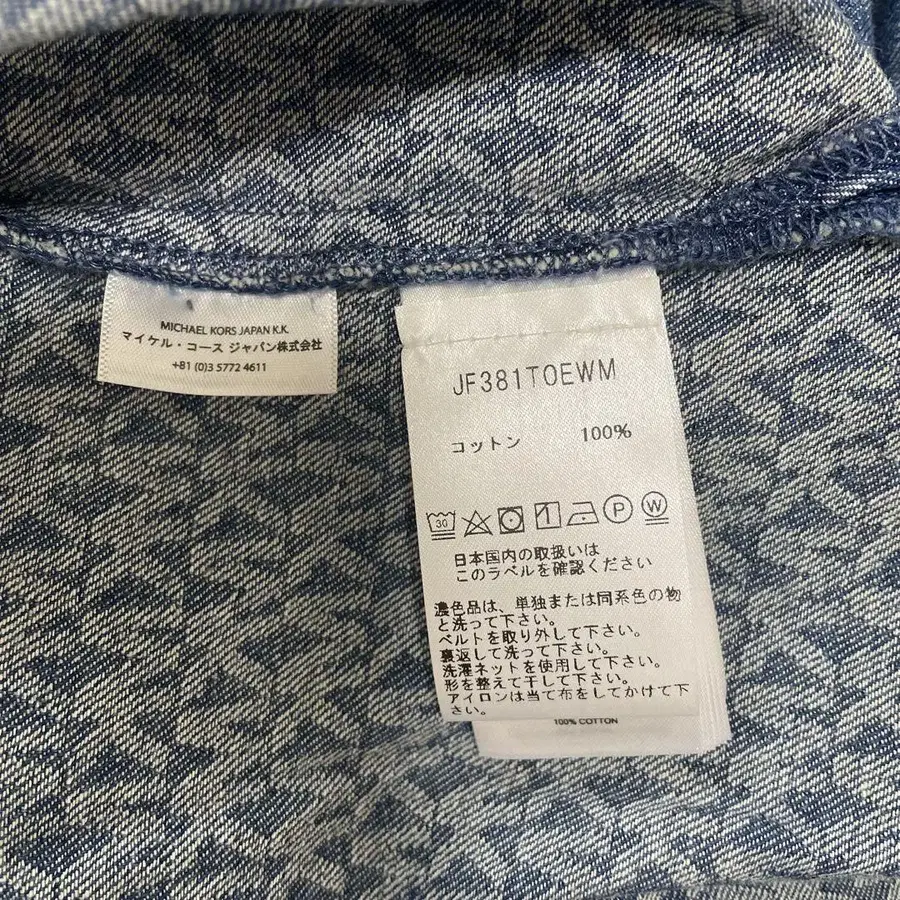 MICHAEL KORS JAPAN K.K.
マイケル・コース ジャパン株式会社
+81 (0)3 5772 4611
JF381T0EWM
コットン 100%
30 P W
日本国内の取扱いは
このラベルを確認ください
濃色品は、単独または同系色の物
と洗って下さい。
ベルトを取り外して下さい。
裏返して洗って下さい。
洗濯ネットを使用して下さい。
形を整えて干して下さい。
アイロンは当て布をしてかけて下
さい。
100% COTTON